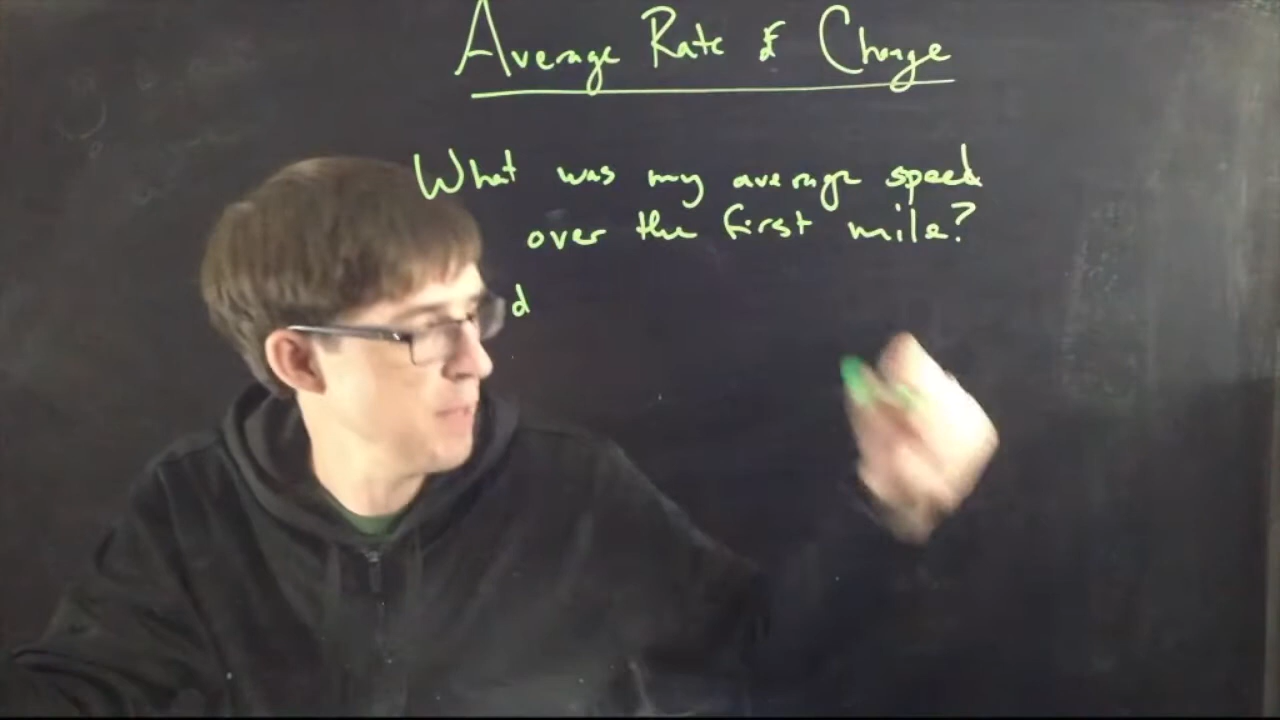 Average Rate of Change
What was my average speed
over the first mile?
d